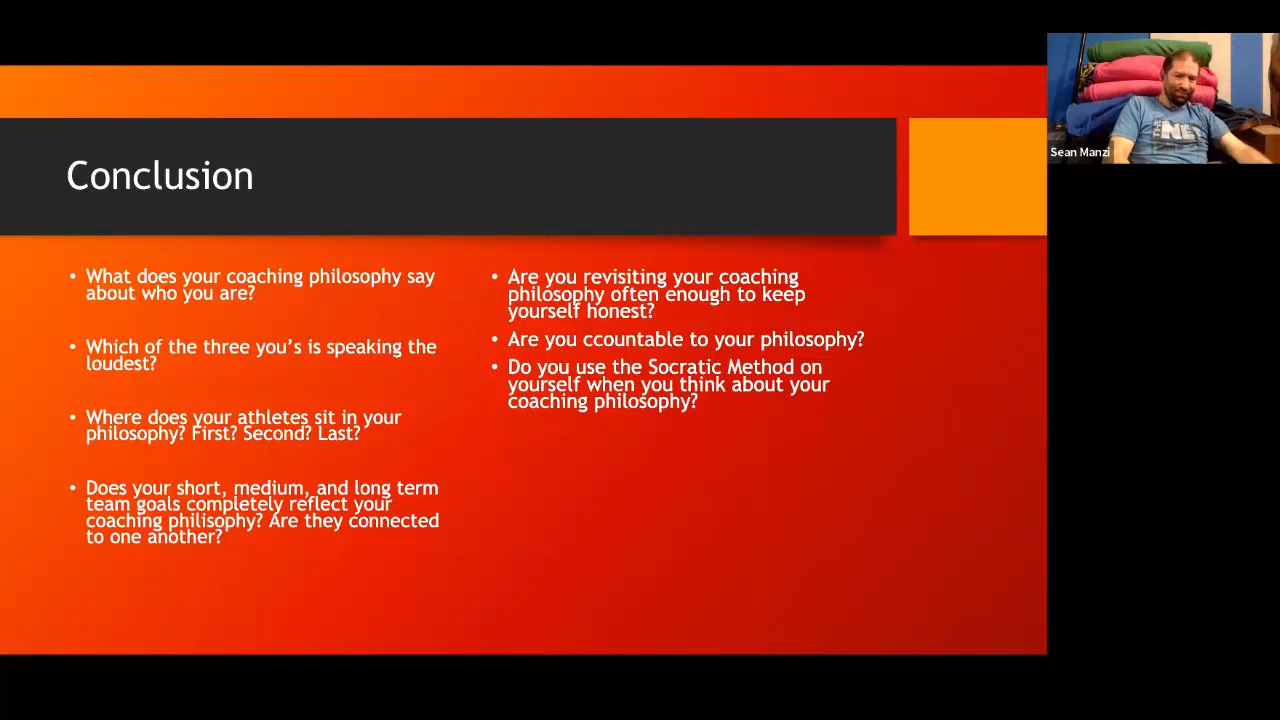 Conclusion
• What does your coaching philosophy say
about who you are?
• Which of the three you's is speaking the
loudest?
• Where does your athletes sit in your
philosophy? First? Second? Last?
• Does your short, medium, and long term
team goals completely reflect your
coaching philisophy? Are they connected
to one another?
• Are you revisiting your coaching
philosophy often enough to keep
yourself honest?
• Are you ccountable to your philosophy?
• Do you use the Socratic Method on
yourself when you think about your
coaching philosophy?
Sean Manzi